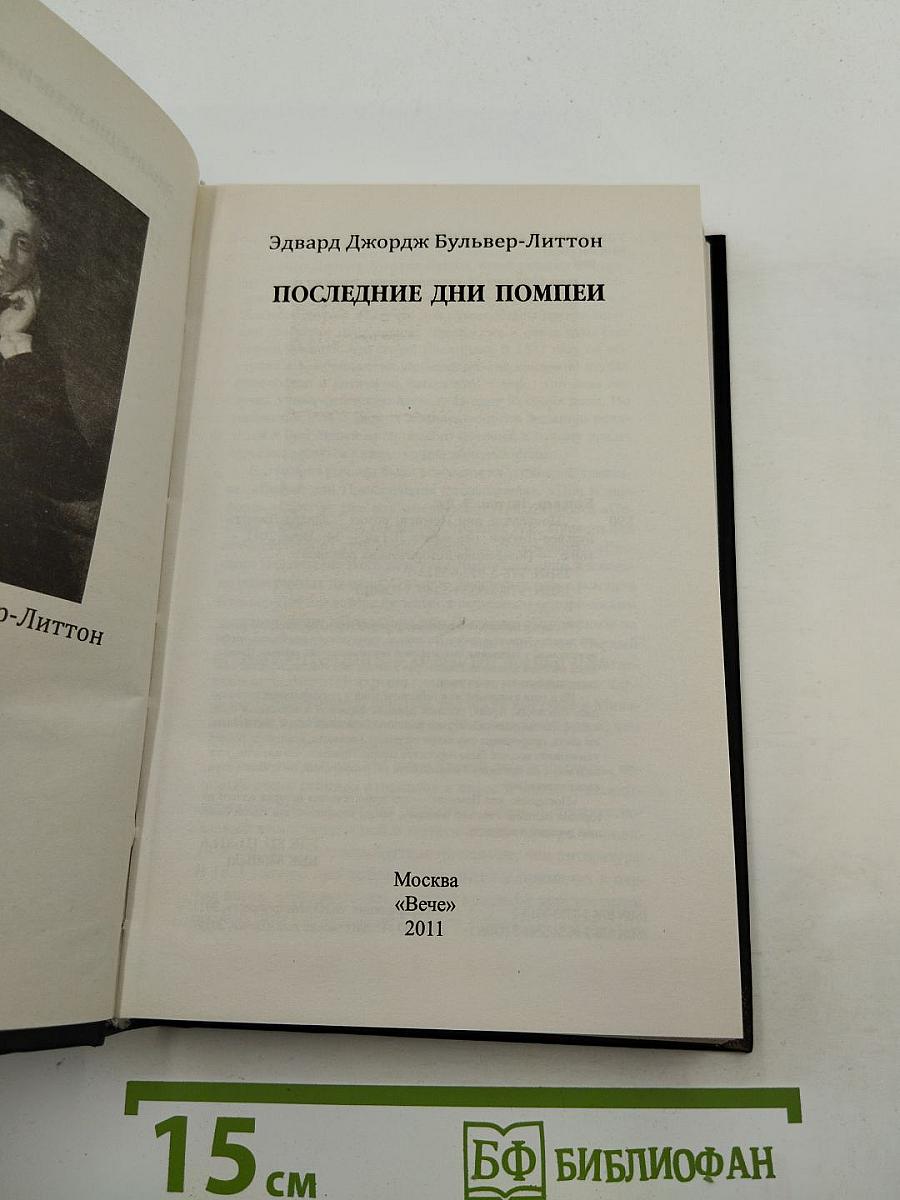 р-Литтон
Эдвард Джордж Бульвер-Литтон
ПОСЛЕДНИЕ ДНИ ПОМПЕИ
Москва
«Вече»
2011
15 см
БФ БИБЛИОФАН